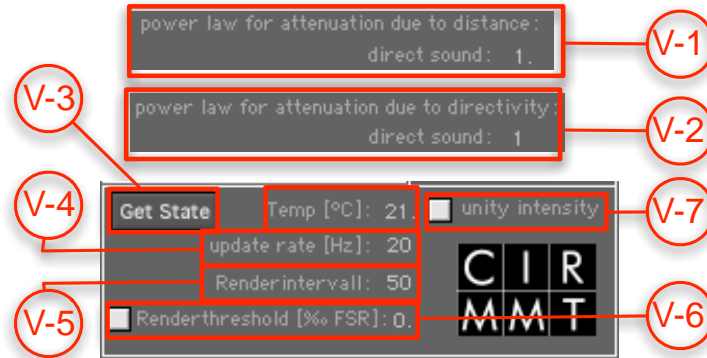 power law for attenuation due to distance:
direct sound: 1.
V-1
power law for attenuation due to directivity:
direct sound: 1
V-2
V-3
Get State
Temp [ºC]: 21.
unity intensity
V-4
V-7
update rate [Hz]: 20
Renderintervall: 50
V-5
Renderthreshold [‰ FSR]: 0.
V-6
C I R
M M T